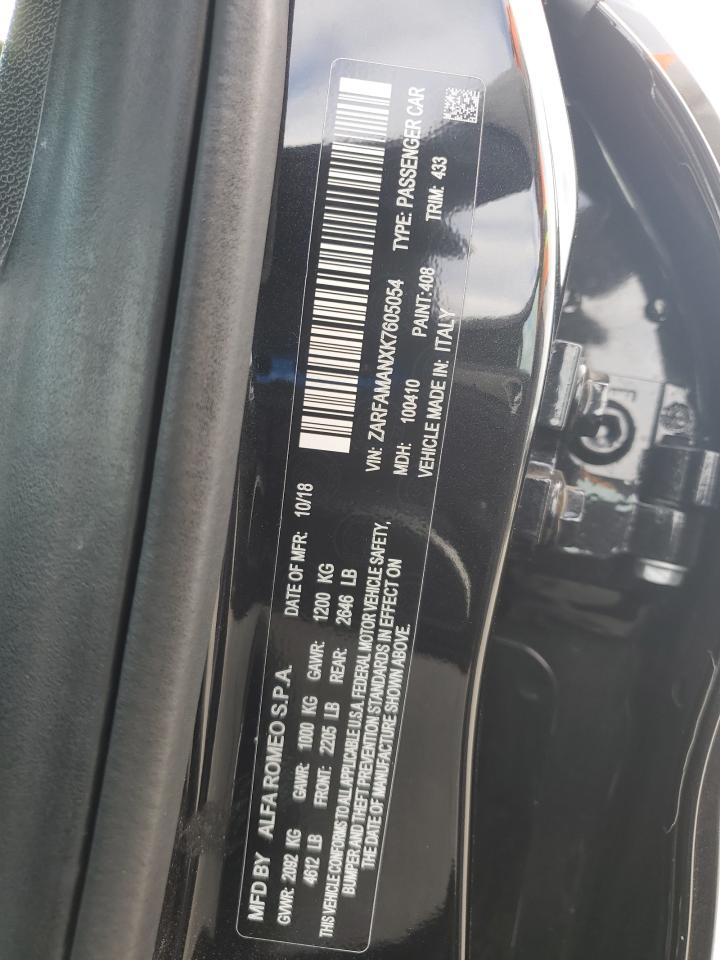 MFD BY ALFA ROMEO S.P.A. DATE OF MFR: 10/18
GVWR: 2092 KG GAWR: 1000 KG GAWR: 1200 KG
4612 LB FRONT: 2205 LB REAR: 2646 LB
THIS VEHICLE CONFORMS TO ALL APPLICABLE U.S.A. FEDERAL MOTOR VEHICLE SAFETY,
BUMPER AND THEFT PREVENTION STANDARDS IN EFFECT ON
THE DATE OF MANUFACTURE SHOWN ABOVE.
VIN: ZARFAMANXK7605054 TYPE: PASSENGER CAR
MDH: 100410 PAINT:408 TRIM: 433
VEHICLE MADE IN: ITALY